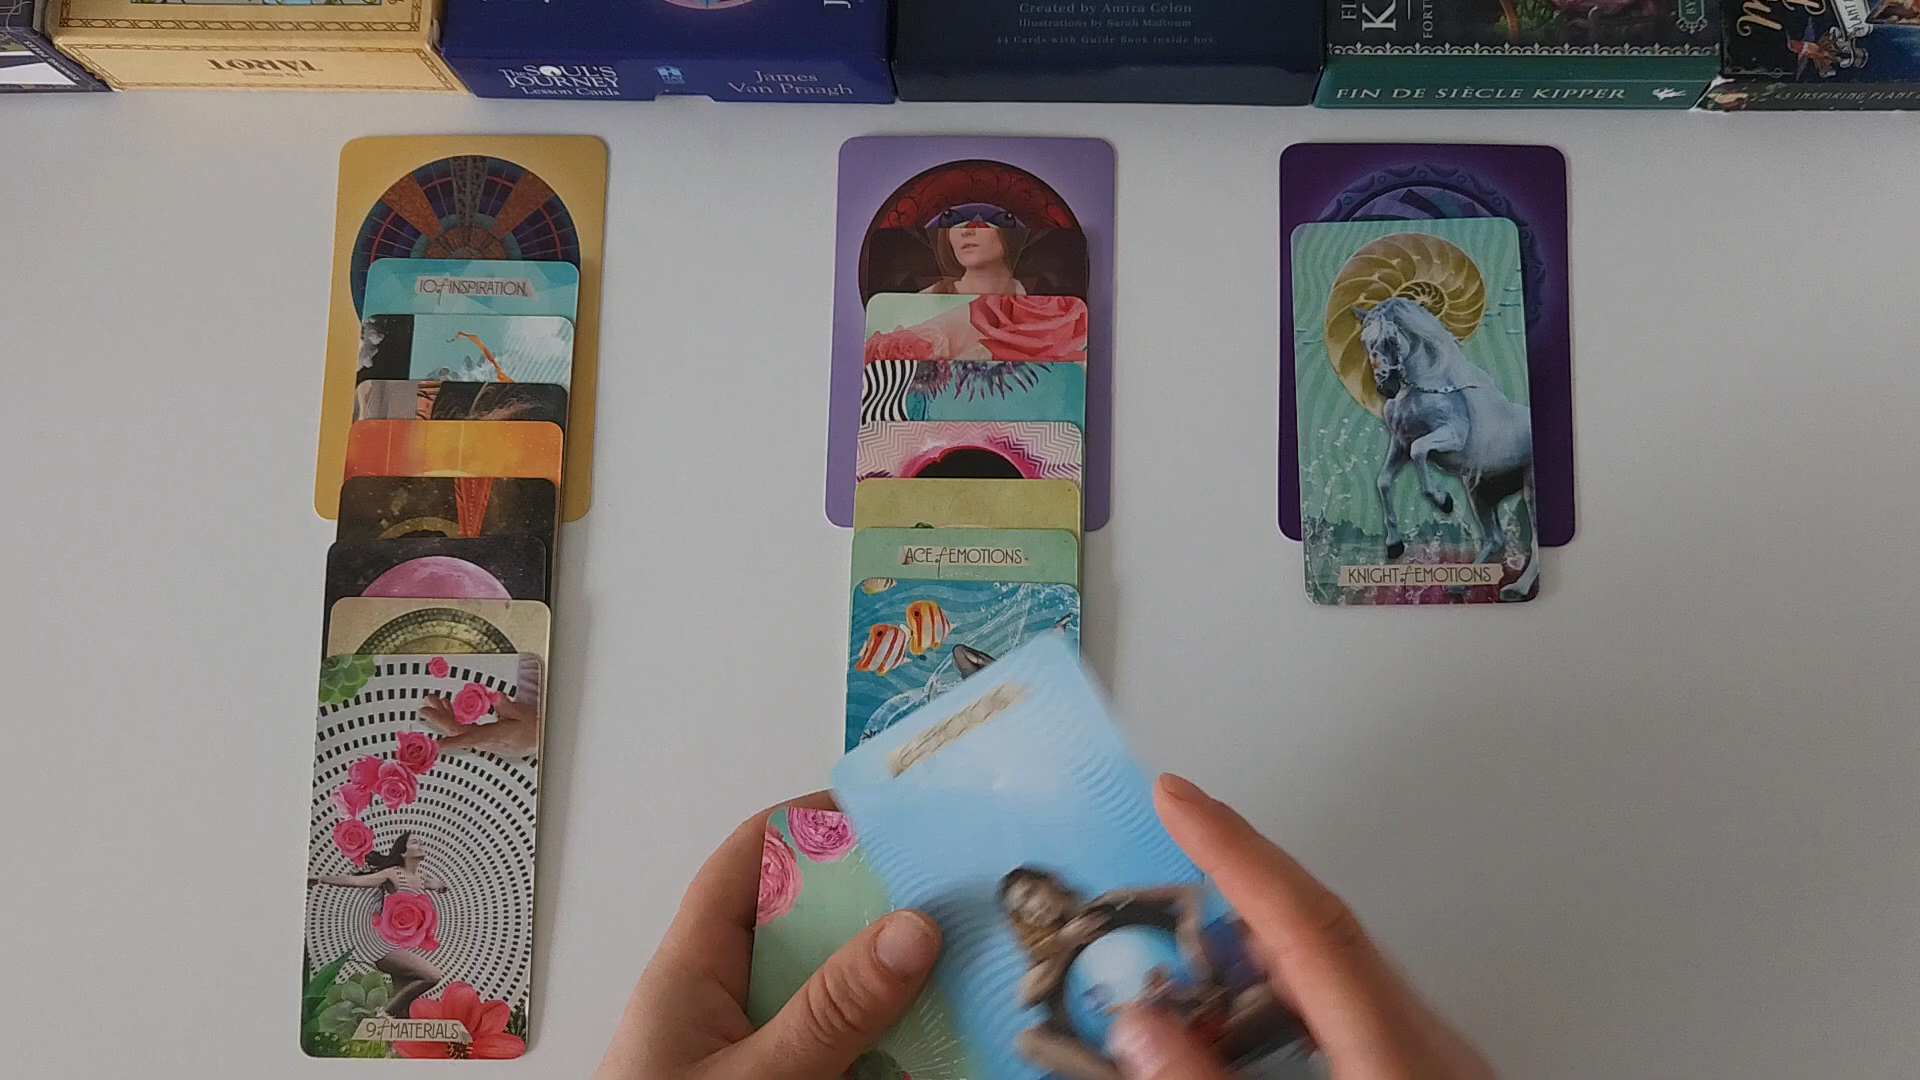 TAROT
The SOUL'S
JOURNEY
Lesson Cards
James
Van Praagh
Created by Amira Celon
Illustrations by Sarah Maftoum
44 Cards with Guide Book inside box.
FIN DE SIÈCLE KIPPER
45 INSPIRING PLANT
10 of INSPIRATION
ACE of EMOTIONS
KNIGHT of EMOTIONS
9 of MATERIALS